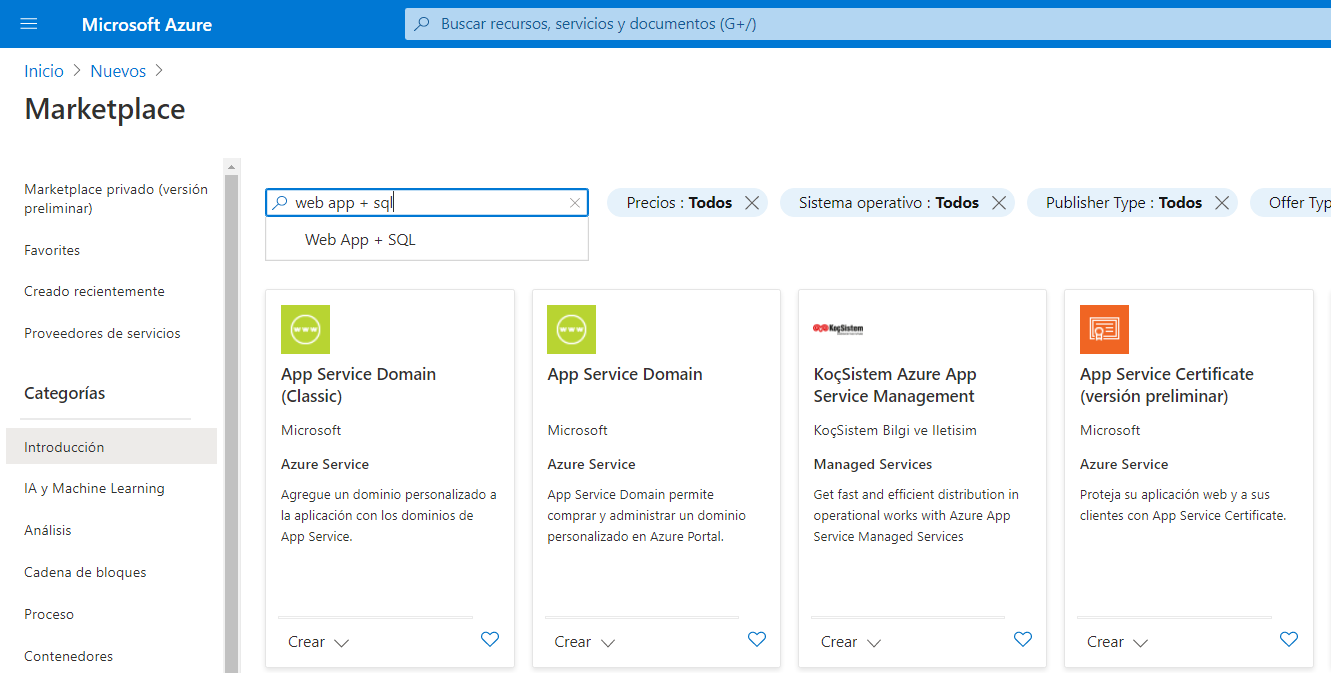 Microsoft Azure
Buscar recursos, servicios y documentos (G+/)
Inicio > Nuevos >
Marketplace
Marketplace privado (versión
preliminar)
Favorites
Creado recientemente
Proveedores de servicios
Categorías
Introducción
IA y Machine Learning
Análisis
Cadena de bloques
Proceso
Contenedores
web app + sql
Web App + SQL
Precios : Todos
Sistema operativo : Todos
Publisher Type : Todos
Offer Typ
App Service Domain
(Classic)
Microsoft
Azure Service
Agregue un dominio personalizado a
la aplicación con los dominios de
App Service.
Crear
App Service Domain
Microsoft
Azure Service
App Service Domain permite
comprar y administrar un dominio
personalizado en Azure Portal.
Crear
KoçSistem
KoçSistem Azure App
Service Management
KoçSistem Bilgi ve Iletisim
Managed Services
Get fast and efficient distribution in
operational works with Azure App
Service Managed Services
Crear
App Service Certificate
(versión preliminar)
Microsoft
Azure Service
Proteja su aplicación web y a sus
clientes con App Service Certificate.
Crear